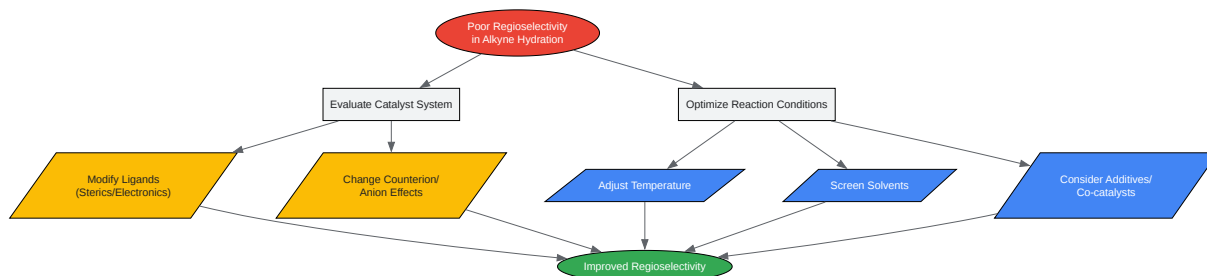 Poor Regioselectivity
in Alkyne Hydration
Evaluate Catalyst System
Optimize Reaction Conditions
Modify Ligands
(Sterics/Electronics)
Change Counterion/
Anion Effects
Adjust Temperature
Screen Solvents
Consider Additives/
Co-catalysts
Improved Regioselectivity